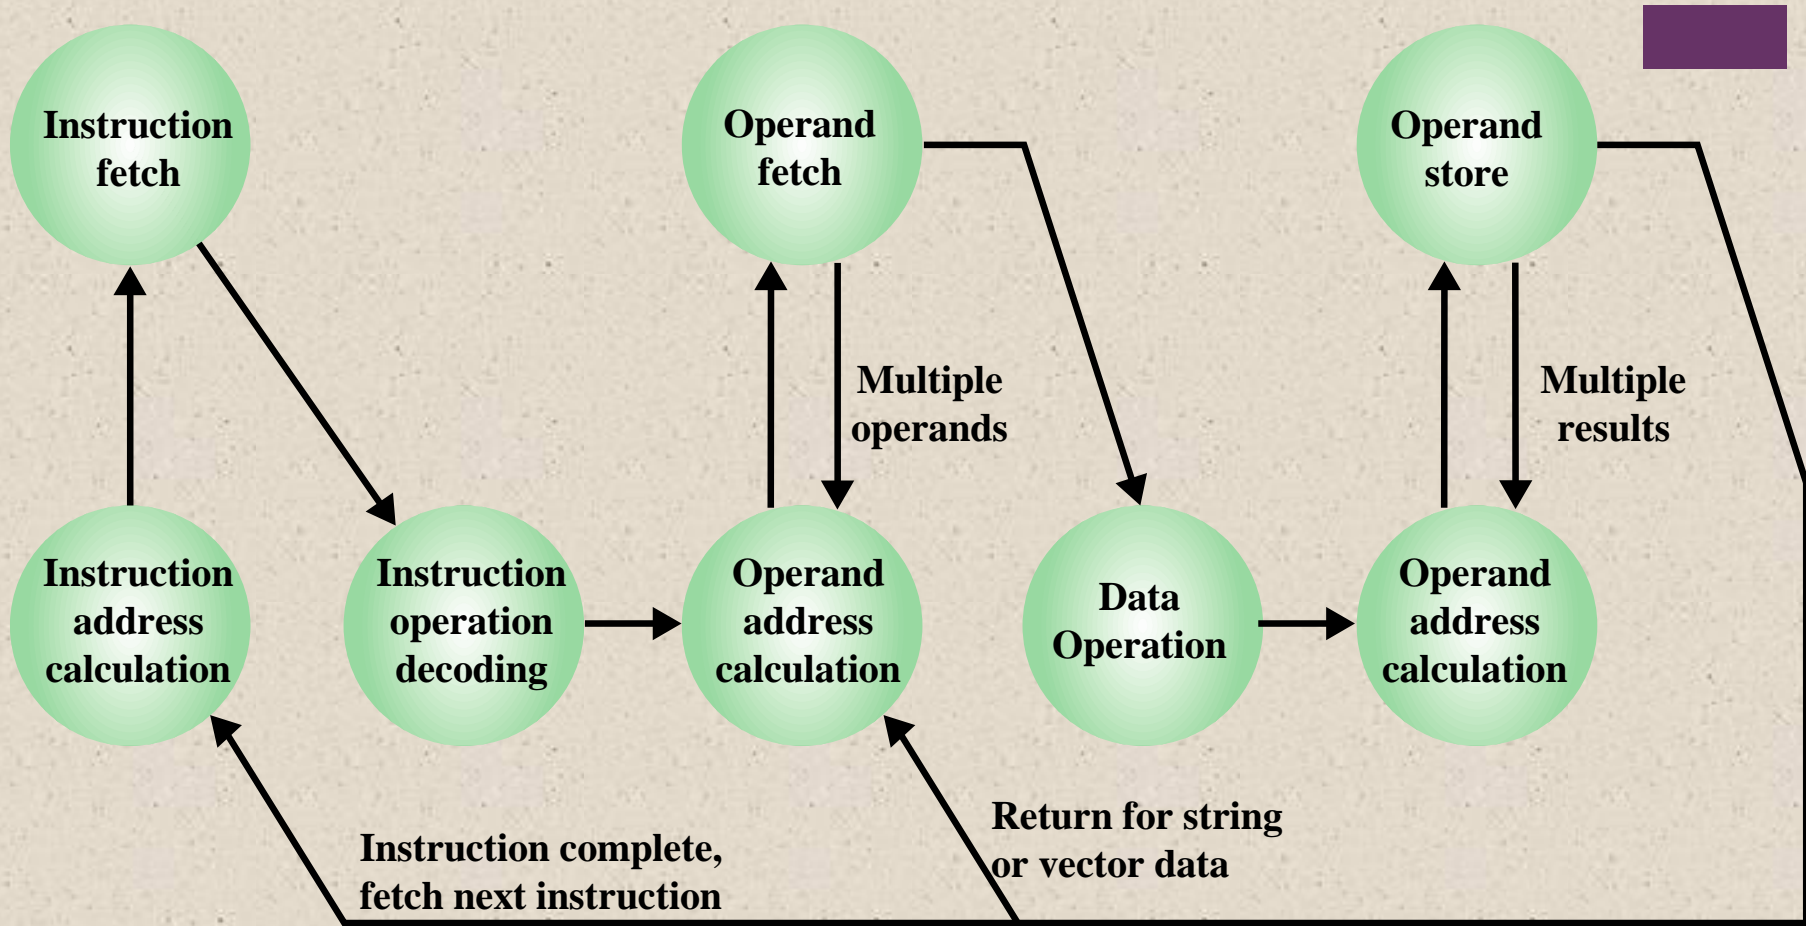 Instruction
fetch
Operand
fetch
Operand
store
Multiple
operands
Multiple
results
Instruction
address
calculation
Instruction
operation
decoding
Operand
address
calculation
Data
Operation
Operand
address
calculation
Instruction complete,
fetch next instruction
Return for string
or vector data